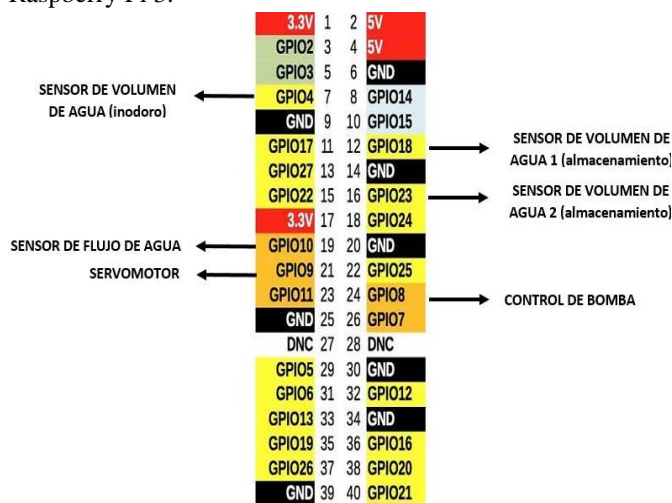 Raspberry Pi 3.
3.3V 1 2 5V
GPIO2 3 4 5V
GPIO3 5 6 GND
SENSOR DE VOLUMEN
DE AGUA (inodoro)
GPIO4 7 8 GPIO14
GND 9 10 GPIO15
GPIO17 11 12 GPIO18
SENSOR DE VOLUMEN DE
AGUA 1 (almacenamiento)
GPIO27 13 14 GND
GPIO22 15 16 GPIO23
SENSOR DE VOLUMEN DE
AGUA 2 (almacenamiento)
3.3V 17 18 GPIO24
SENSOR DE FLUJO DE AGUA
GPIO10 19 20 GND
SERVOMOTOR
GPIO9 21 22 GPIO25
GPIO11 23 24 GPIO8
CONTROL DE BOMBA
GND 25 26 GPIO7
DNC 27 28 DNC
GPIO5 29 30 GND
GPIO6 31 32 GPIO12
GPIO13 33 34 GND
GPIO19 35 36 GPIO16
GPIO26 37 38 GPIO20
GND 39 40 GPIO21